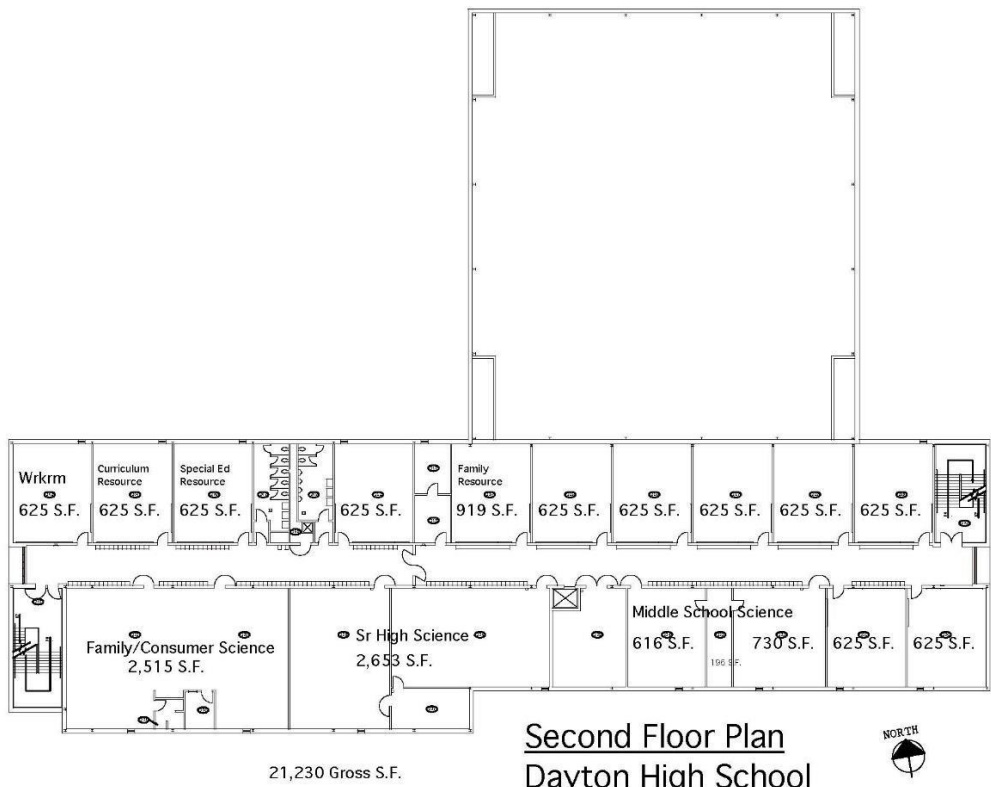 Wrkrm
625 S.F.
Curriculum
Resource
625 S.F.
Special Ed
Resource
625 S.F.
625 S.F.
Family
Resource
919 S.F.
625 S.F.
625 S.F.
625 S.F.
625 S.F.
625 S.F.
Family/Consumer Science
2,515 S.F.
Sr High Science
2,653 S.F.
Middle School Science
616 S.F.
196 S.F.
730 S.F.
625 S.F.
625 S.F.
21,230 Gross S.F.
Second Floor Plan
Dayton High School
NORTH